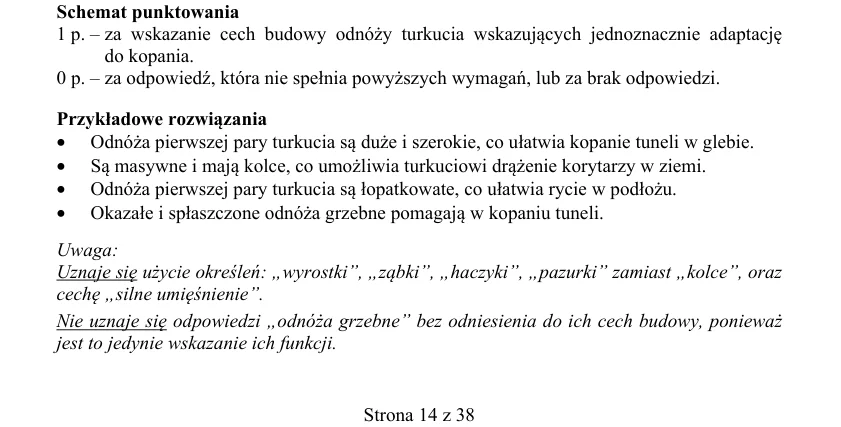 Schemat punktowania
1 p. – za wskazanie cech budowy odnóży turkucia wskazujących jednoznacznie adaptację
do kopania.
0 p. – za odpowiedź, która nie spełnia powyższych wymagań, lub za brak odpowiedzi.
Przykładowe rozwiązania
• Odnóża pierwszej pary turkucia są duże i szerokie, co ułatwia kopanie tuneli w glebie.
• Są masywne i mają kolce, co umożliwia turkuciowi drążenie korytarzy w ziemi.
• Odnóża pierwszej pary turkucia są łopatkowate, co ułatwia rycie w podłożu.
• Okazałe i spłaszczone odnóża grzebne pomagają w kopaniu tuneli.
Uwaga:
Uznaje się użycie określeń: „wyrostki”, „ząbki”, „haczyki”, „pazurki” zamiast „kolce”, oraz
cechę „silne umięśnienie”.
Nie uznaje się odpowiedzi „odnóża grzebne” bez odniesienia do ich cech budowy, ponieważ
jest to jedynie wskazanie ich funkcji.
Strona 14 z 38